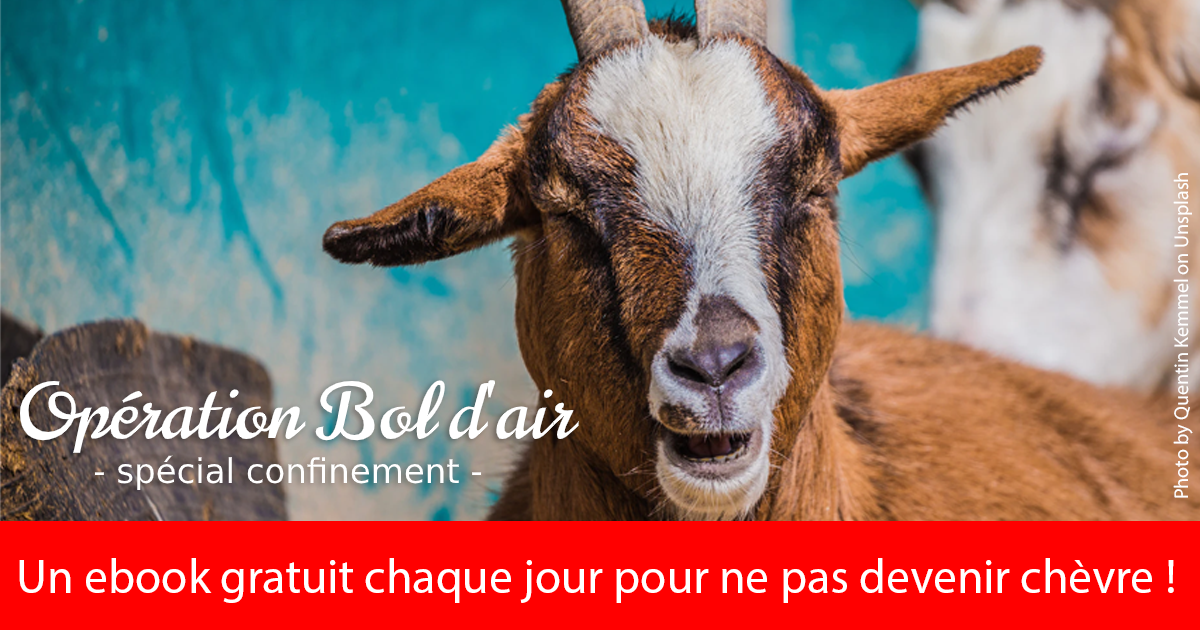 Opération Bol d'air
- spécial confinement -
Photo by Quentin Kemmel on Unsplash
Un ebook gratuit chaque jour pour ne pas devenir chèvre !